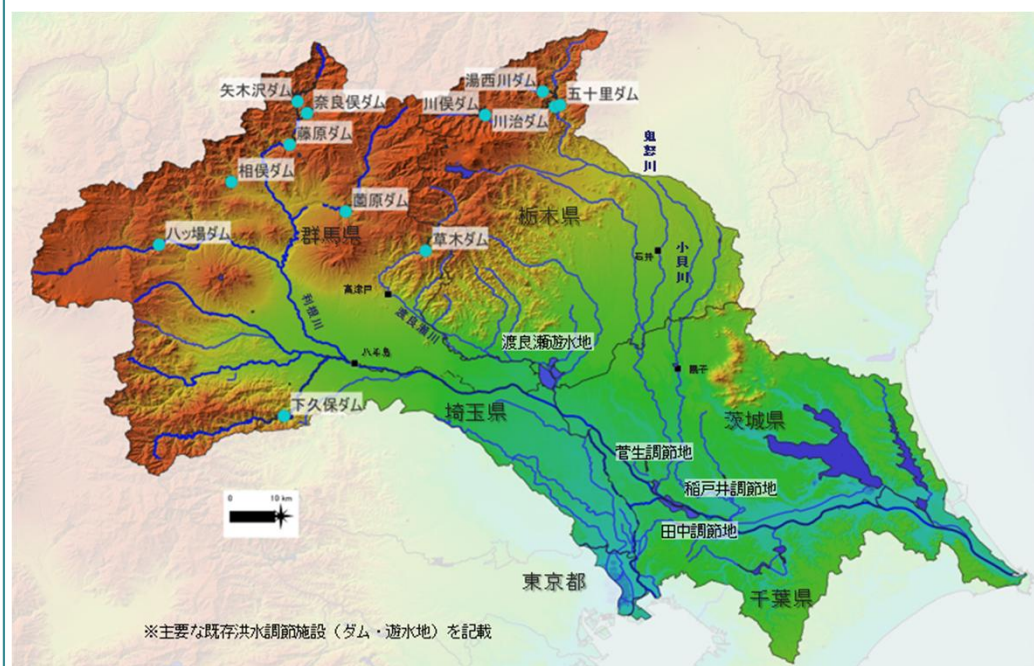 湯西川ダム
矢木沢ダム
奈良俣ダム
川俣ダム
五十里ダム
川治ダム
藤原ダム
鬼怒川
相俣ダム
薗原ダム
栃木県
八ッ場ダム
群馬県
草木ダム
石井
小貝川
高津戸
利根川
渡良瀬川
渡良瀬遊水地
八斗島
黒子
下久保ダム
埼玉県
茨城県
菅生調節地
稲戸井調節地
0 10 km
田中調節地
東京都
千葉県
※主要な既存洪水調節施設（ダム・遊水地）を記載